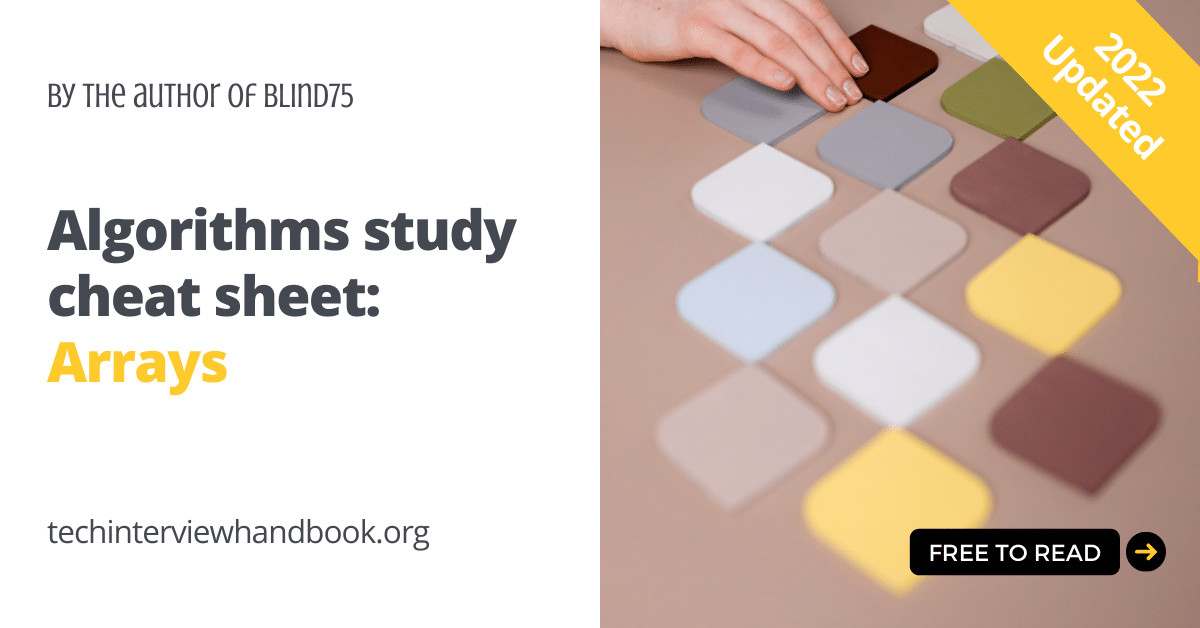 By the author of Blind75
Algorithms study
cheat sheet:
Arrays
techinterviewhandbook.org
2022
Updated
FREE TO READ